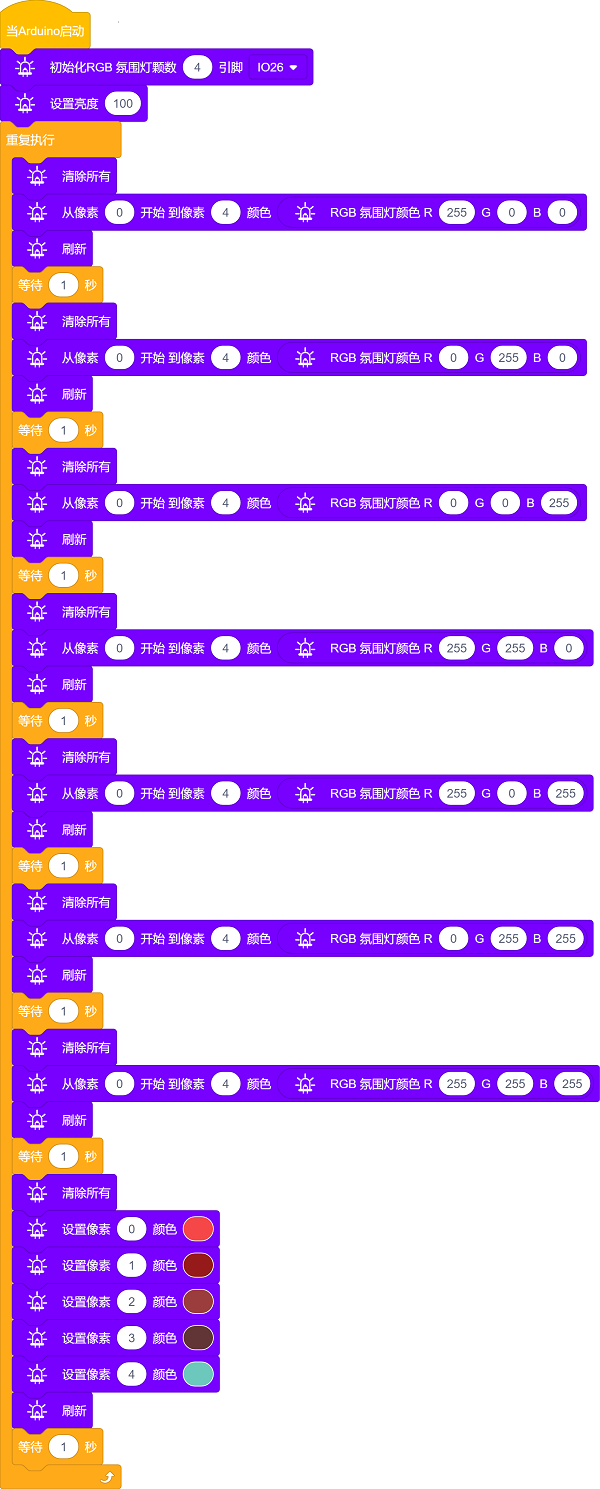 当Arduino启动
初始化RGB 氛围灯颗数 4 引脚 IO26
设置亮度 100
重复执行
清除所有
从像素 0 开始 到像素 4 颜色 RGB 氛围灯颜色 R 255 G 0 B 0
刷新
等待 1 秒
清除所有
从像素 0 开始 到像素 4 颜色 RGB 氛围灯颜色 R 0 G 255 B 0
刷新
等待 1 秒
清除所有
从像素 0 开始 到像素 4 颜色 RGB 氛围灯颜色 R 0 G 0 B 255
刷新
等待 1 秒
清除所有
从像素 0 开始 到像素 4 颜色 RGB 氛围灯颜色 R 255 G 255 B 0
刷新
等待 1 秒
清除所有
从像素 0 开始 到像素 4 颜色 RGB 氛围灯颜色 R 255 G 0 B 255
刷新
等待 1 秒
清除所有
从像素 0 开始 到像素 4 颜色 RGB 氛围灯颜色 R 0 G 255 B 255
刷新
等待 1 秒
清除所有
从像素 0 开始 到像素 4 颜色 RGB 氛围灯颜色 R 255 G 255 B 255
刷新
等待 1 秒
清除所有
设置像素 0 颜色
设置像素 1 颜色
设置像素 2 颜色
设置像素 3 颜色
设置像素 4 颜色
刷新
等待 1 秒